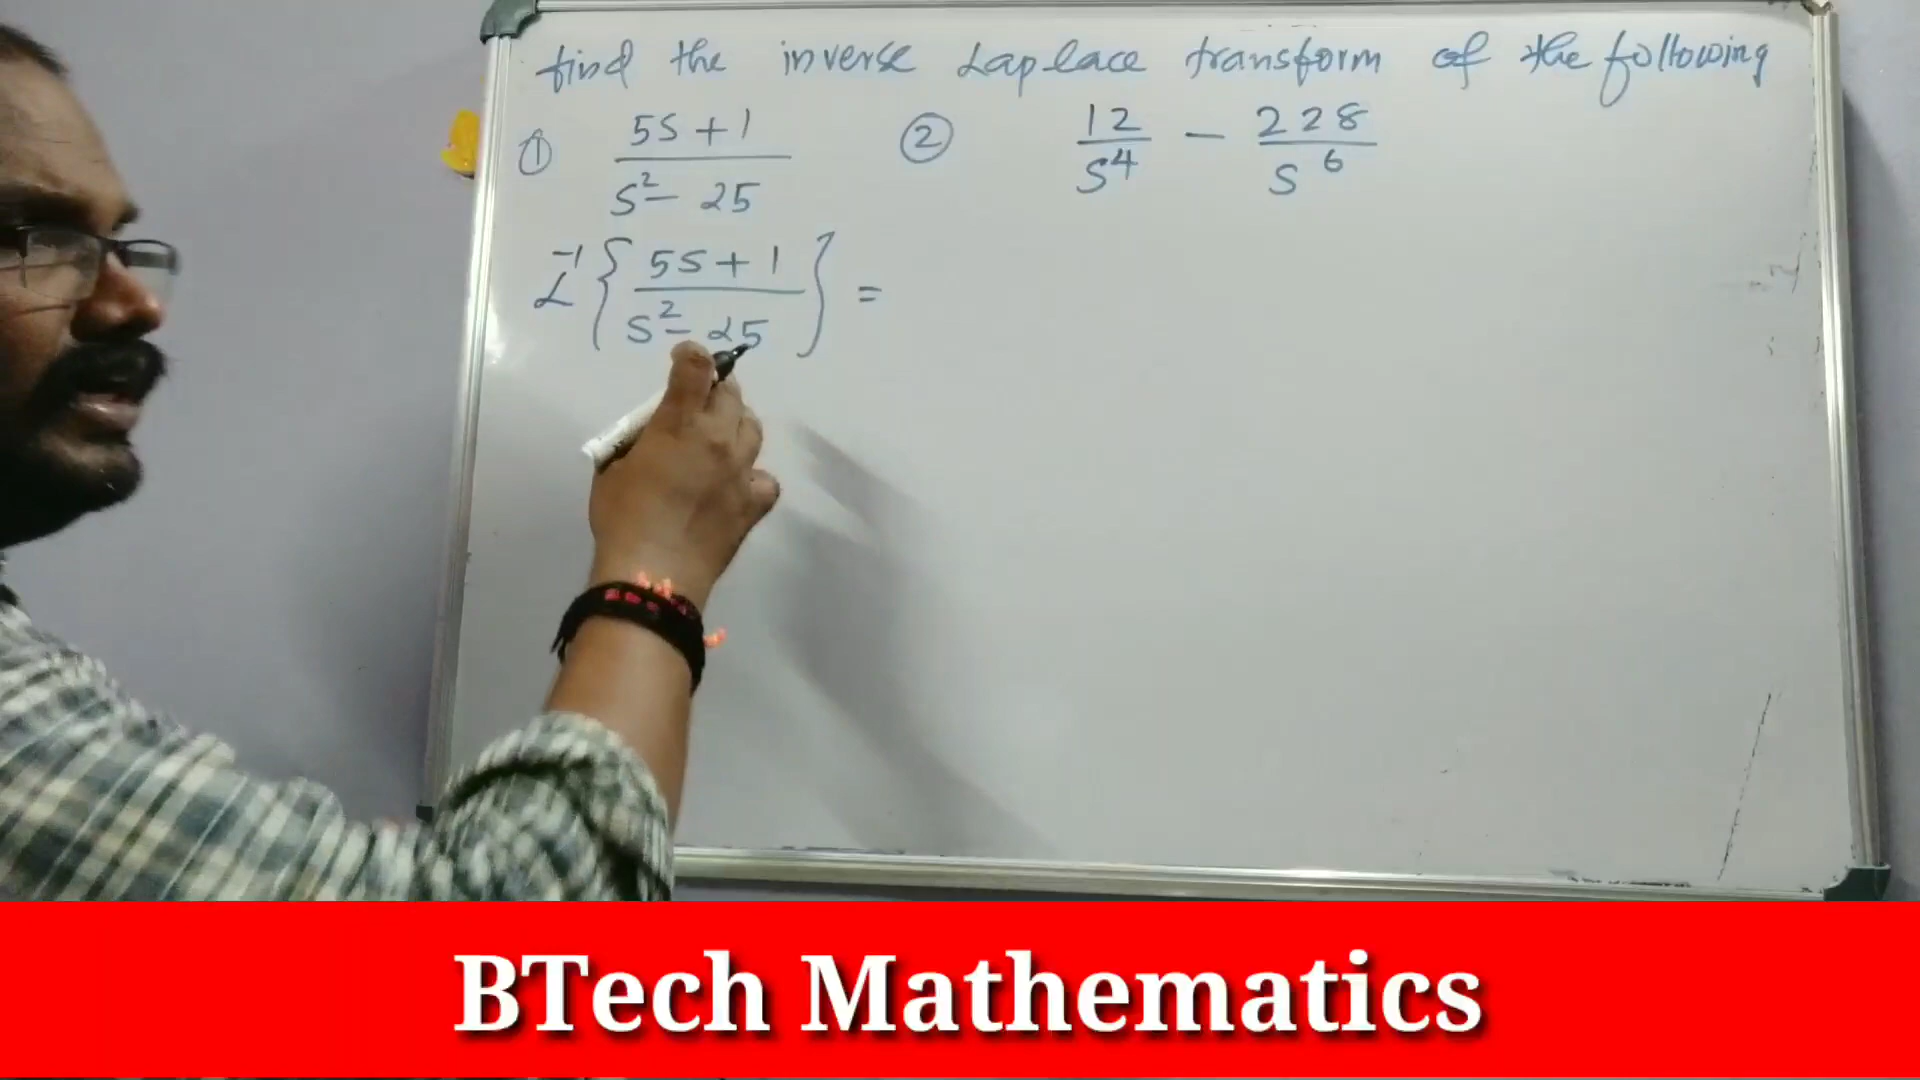 find the inverse Laplace transform of the following
① 5s + 1 / s² - 25 ② 12 / s⁴ - 228 / s⁶
L⁻¹ { 5s + 1 / s² - 25 } =
BTech Mathematics